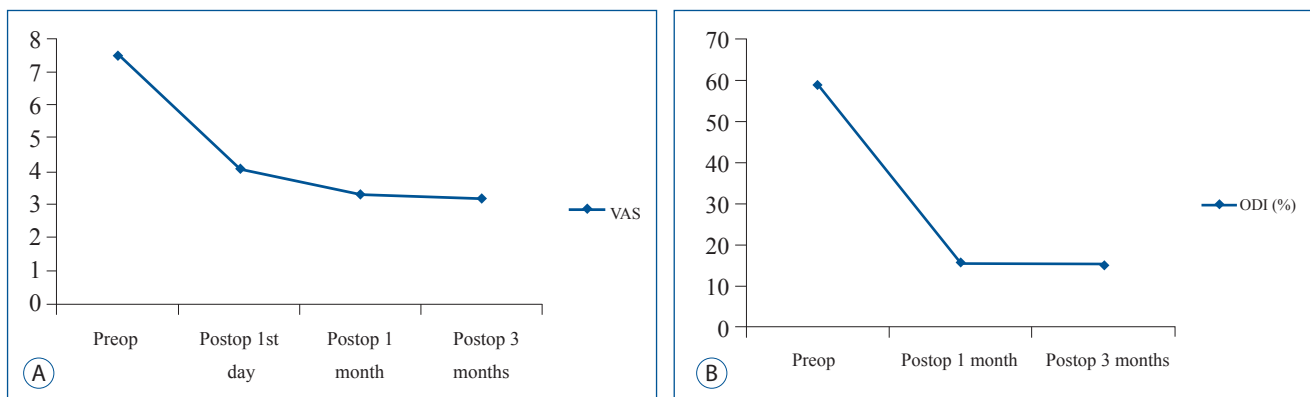 8
7
6
5
4
3
2
1
0
Preop
Postop 1st
day
Postop 1
month
Postop 3
months
VAS
A
70
60
50
40
30
20
10
0
Preop
Postop 1 month
Postop 3 months
ODI (%)
B